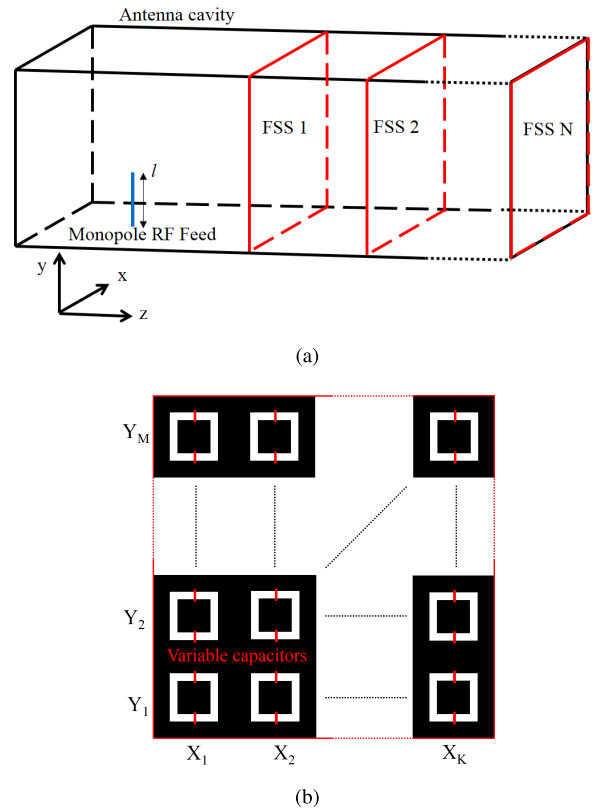 Antenna cavity
FSS 1
FSS 2
FSS N
l
Monopole RF Feed
y
x
z
(a)
Y_M
Y_2
Variable capacitors
Y_1
X_1 X_2 X_K
(b)